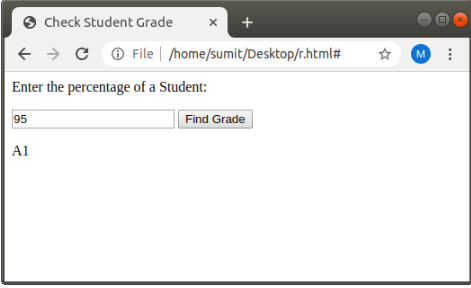 Check Student Grade
File | /home/sumit/Desktop/r.html#
M
Enter the percentage of a Student:
95 Find Grade
A1